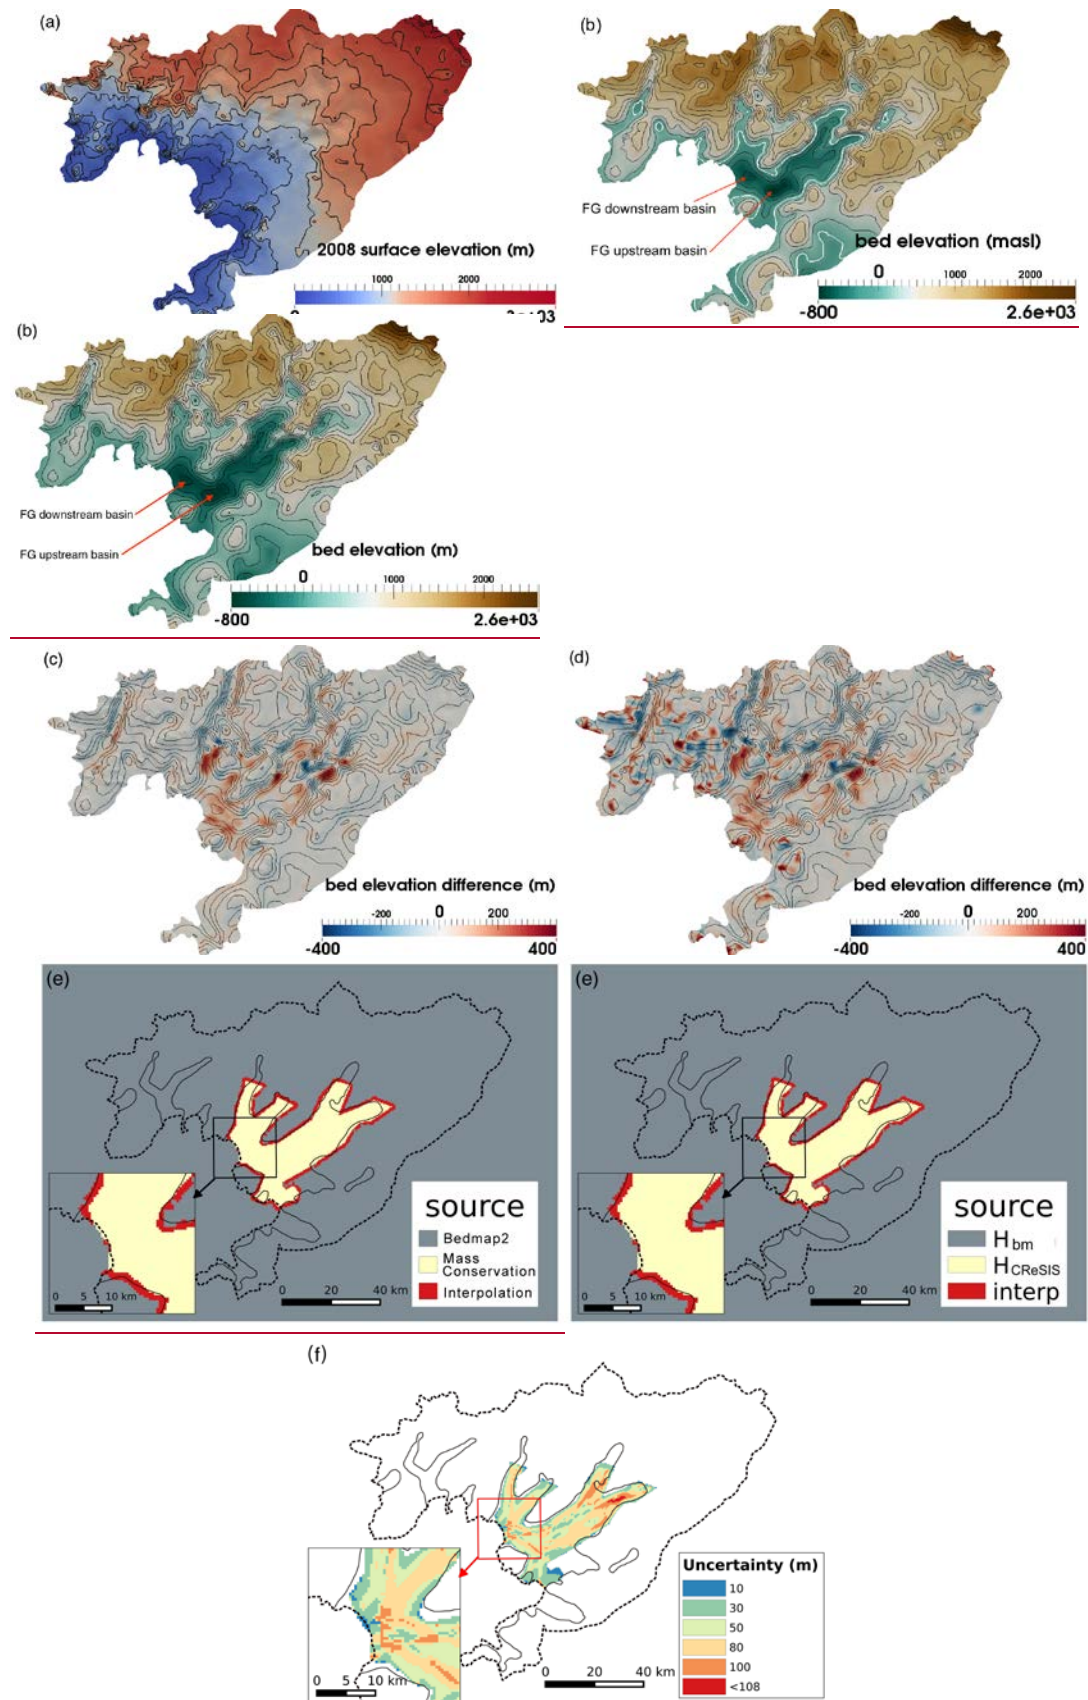 (a)
2008 surface elevation (m)
1000 2000
(b)
FG downstream basin
FG upstream basin
bed elevation (masl)
0 1000 2000
-800 2.6e+03
(b)
FG downstream basin
FG upstream basin
bed elevation (m)
0 1000 2000
-800 2.6e+03
(c)
bed elevation difference (m)
-200 0 200
-400 400
(d)
bed elevation difference (m)
-200 0 200
-400 400
(e)
source
Bedmap2
Mass
Conservation
Interpolation
0 5 10 km
0 20 40 km
(e)
source
Hbm
HCReSIS
interp
0 5 10 km
0 20 40 km
(f)
Uncertainty (m)
10
30
50
80
100
<108
0 5 10 km
0 20 40 km